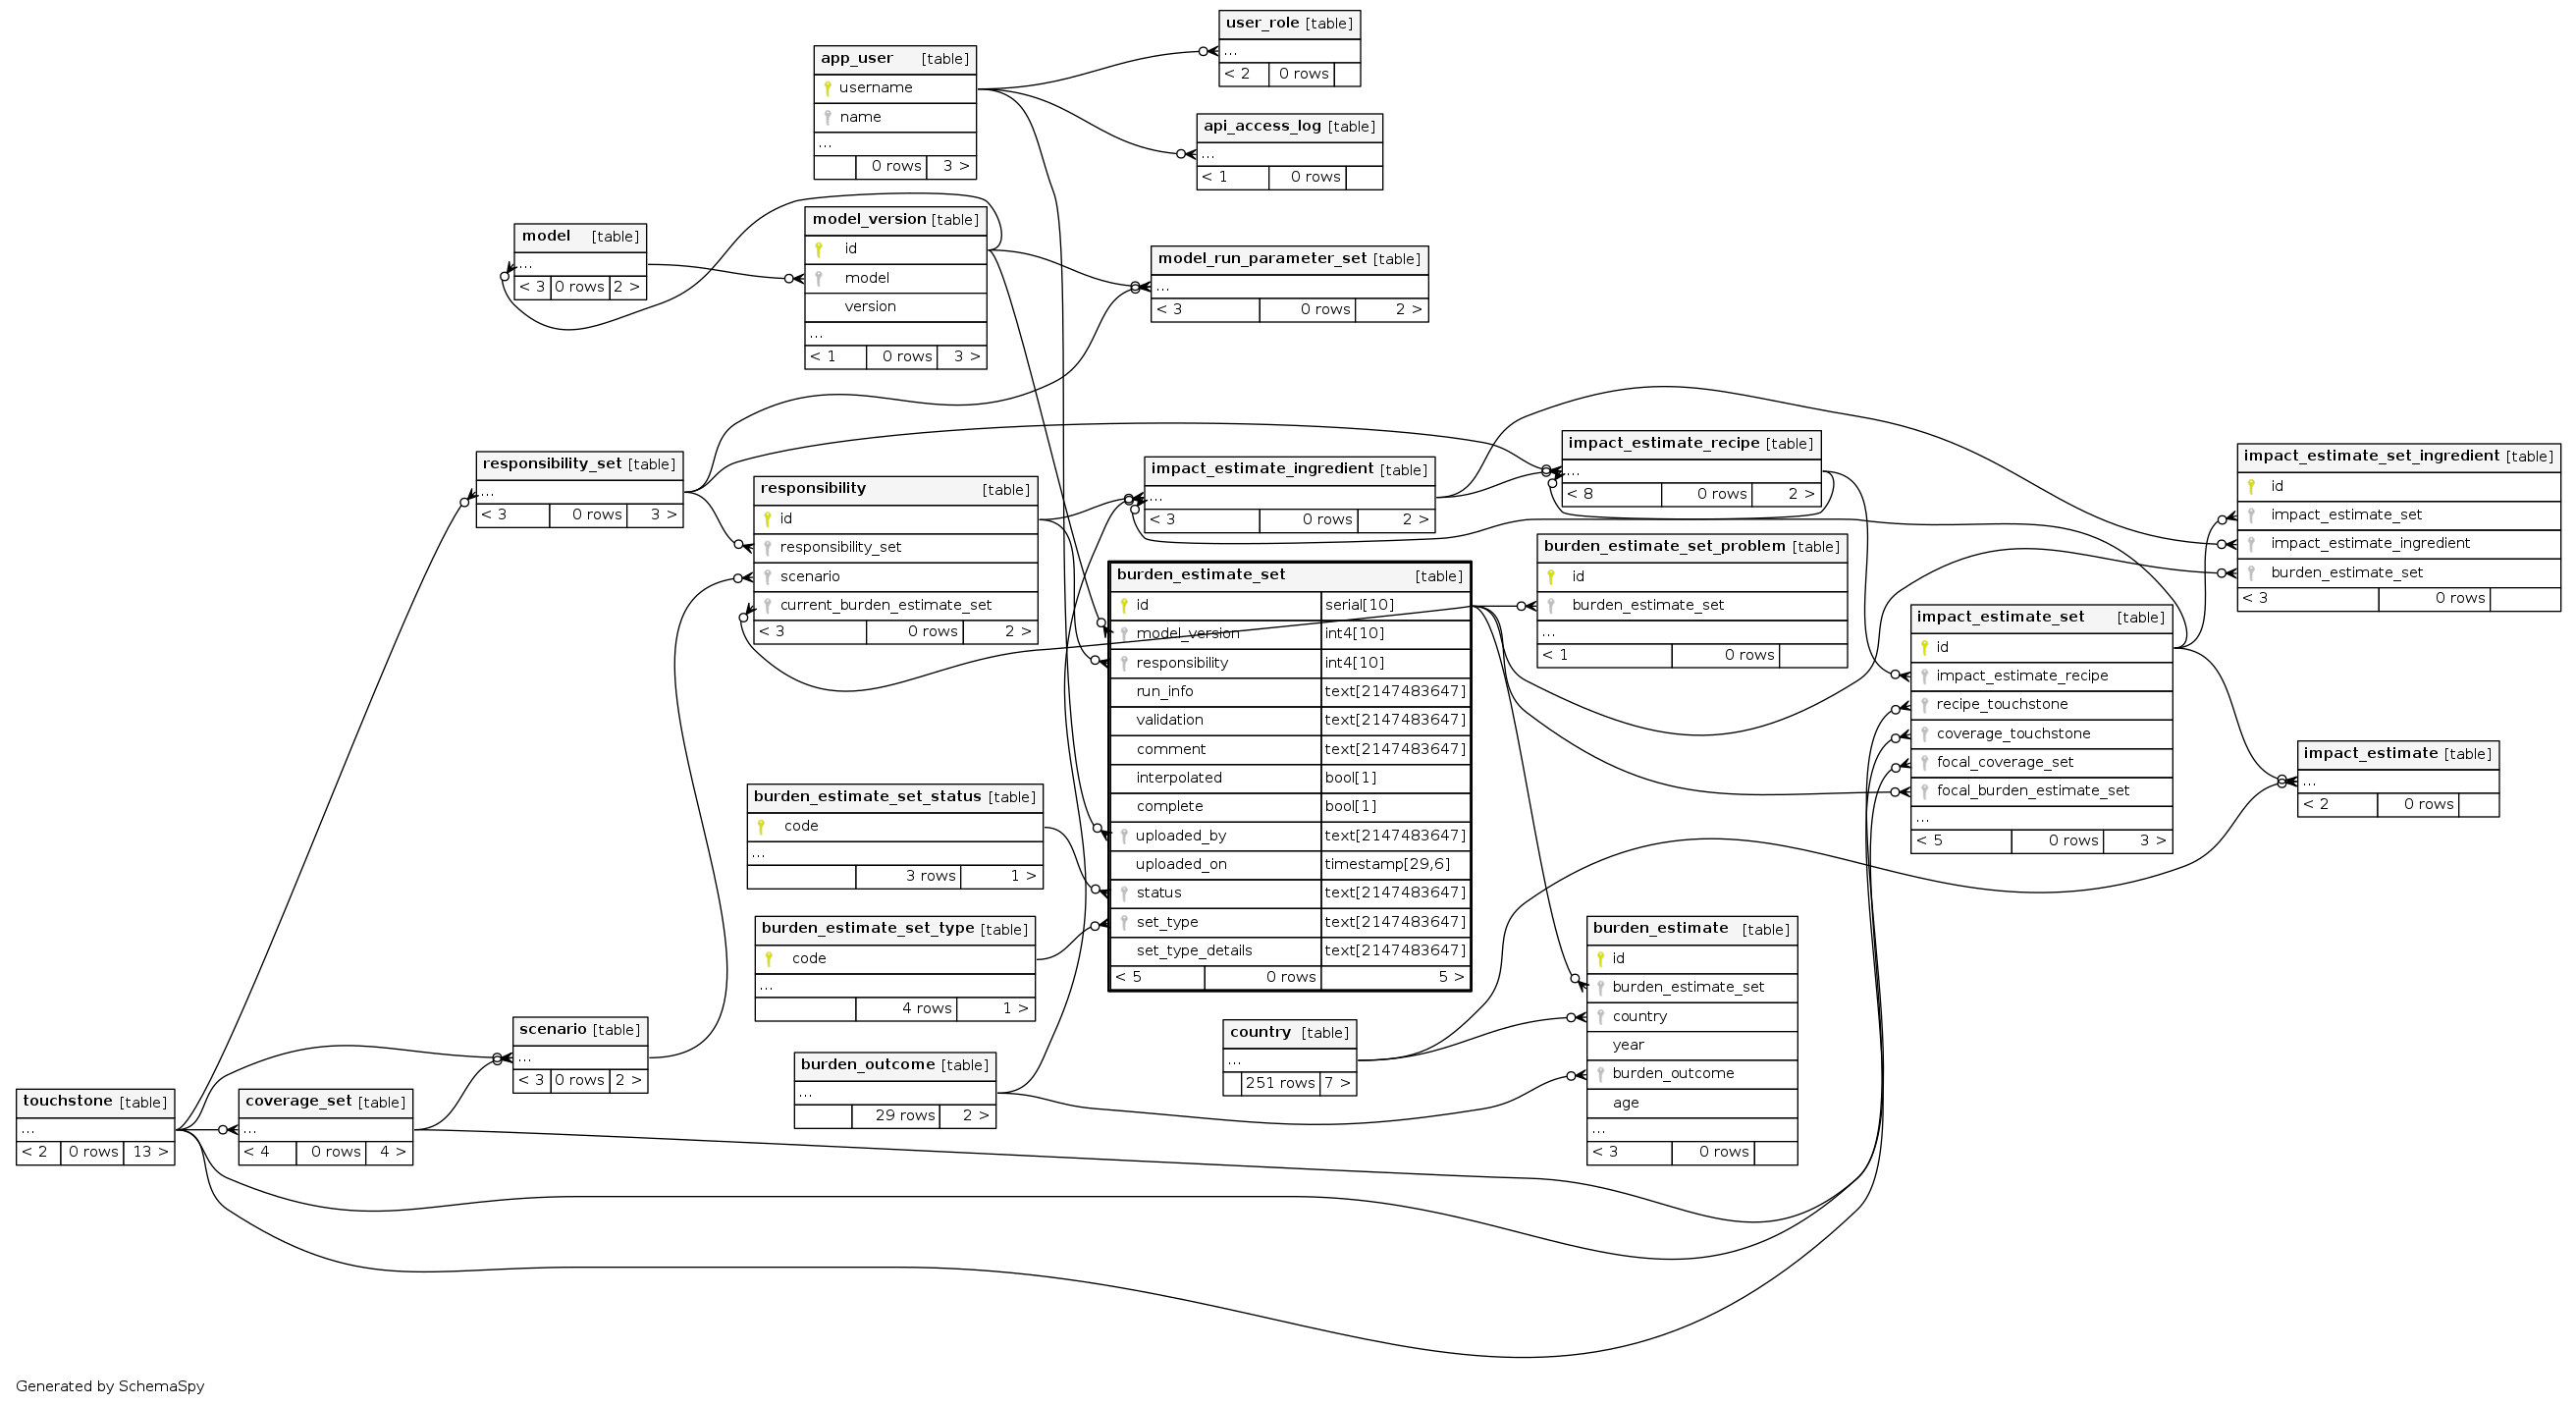 user_role [table]
...
< 2 0 rows
app_user [table]
username
name
...
0 rows 3 >
api_access_log [table]
...
< 1 0 rows
model_version [table]
id
model
version
...
< 1 0 rows 3 >
model [table]
...
< 3 0 rows 2 >
model_run_parameter_set [table]
...
< 3 0 rows 2 >
responsibility_set [table]
...
< 3 0 rows 3 >
responsibility [table]
id
responsibility_set
scenario
current_burden_estimate_set
< 3 0 rows 2 >
impact_estimate_ingredient [table]
...
< 3 0 rows 2 >
impact_estimate_recipe [table]
...
< 8 0 rows 2 >
impact_estimate_set_ingredient [table]
id
impact_estimate_set
impact_estimate_ingredient
burden_estimate_set
< 3 0 rows
burden_estimate_set_problem [table]
id
burden_estimate_set
...
< 1 0 rows
burden_estimate_set [table]
id serial[10]
model_version int4[10]
responsibility int4[10]
run_info text[2147483647]
validation text[2147483647]
comment text[2147483647]
interpolated bool[1]
complete bool[1]
uploaded_by text[2147483647]
uploaded_on timestamp[29,6]
status text[2147483647]
set_type text[2147483647]
set_type_details text[2147483647]
< 5 0 rows 5 >
impact_estimate_set [table]
id
impact_estimate_recipe
recipe_touchstone
coverage_touchstone
focal_coverage_set
focal_burden_estimate_set
...
< 5 0 rows 3 >
impact_estimate [table]
...
< 2 0 rows
burden_estimate_set_status [table]
code
...
3 rows 1 >
burden_estimate_set_type [table]
code
...
4 rows 1 >
burden_estimate [table]
id
burden_estimate_set
country
year
burden_outcome
age
...
< 3 0 rows
scenario [table]
...
< 3 0 rows 2 >
country [table]
...
251 rows 7 >
burden_outcome [table]
...
29 rows 2 >
touchstone [table]
...
< 2 0 rows 13 >
coverage_set [table]
...
< 4 0 rows 4 >
Generated by SchemaSpy